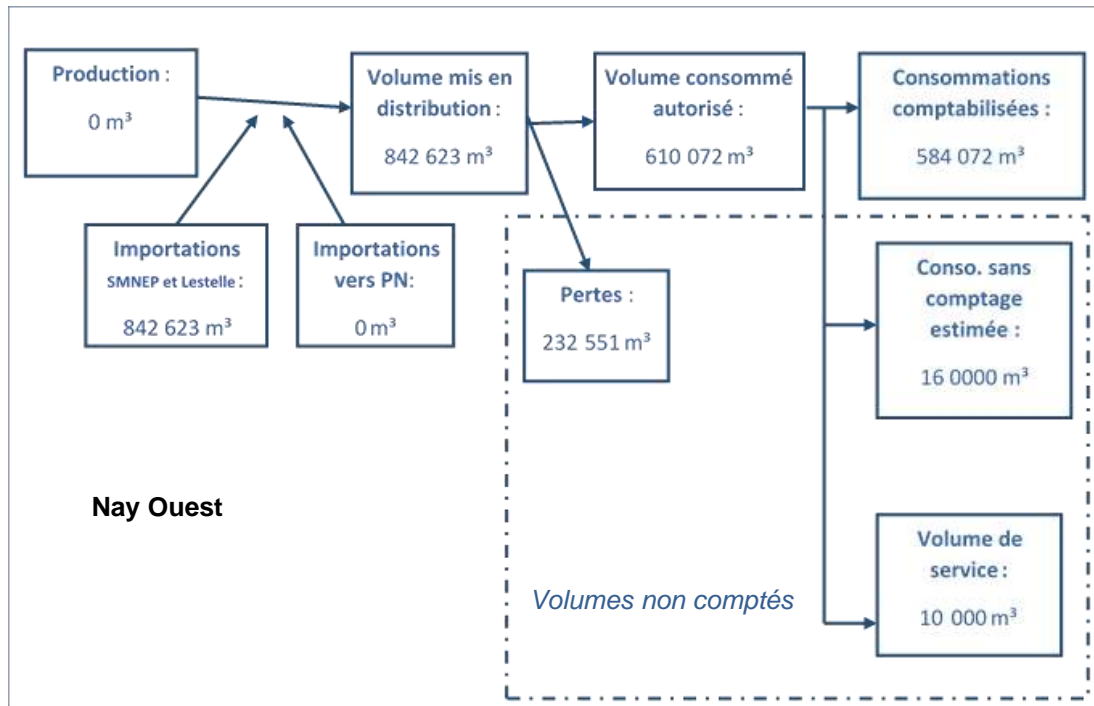 Production :
0 m³
Volume mis en
distribution :
842 623 m³
Volume consommé
autorisé :
610 072 m³
Consommations
comptabilisées :
584 072 m³
Importations
SMNEP et Lestelle :
842 623 m³
Importations
vers PN:
0 m³
Pertes :
232 551 m³
Conso. sans
comptage
estimée :
16 0000 m³
Nay Ouest
Volumes non comptés
Volume de
service :
10 000 m³